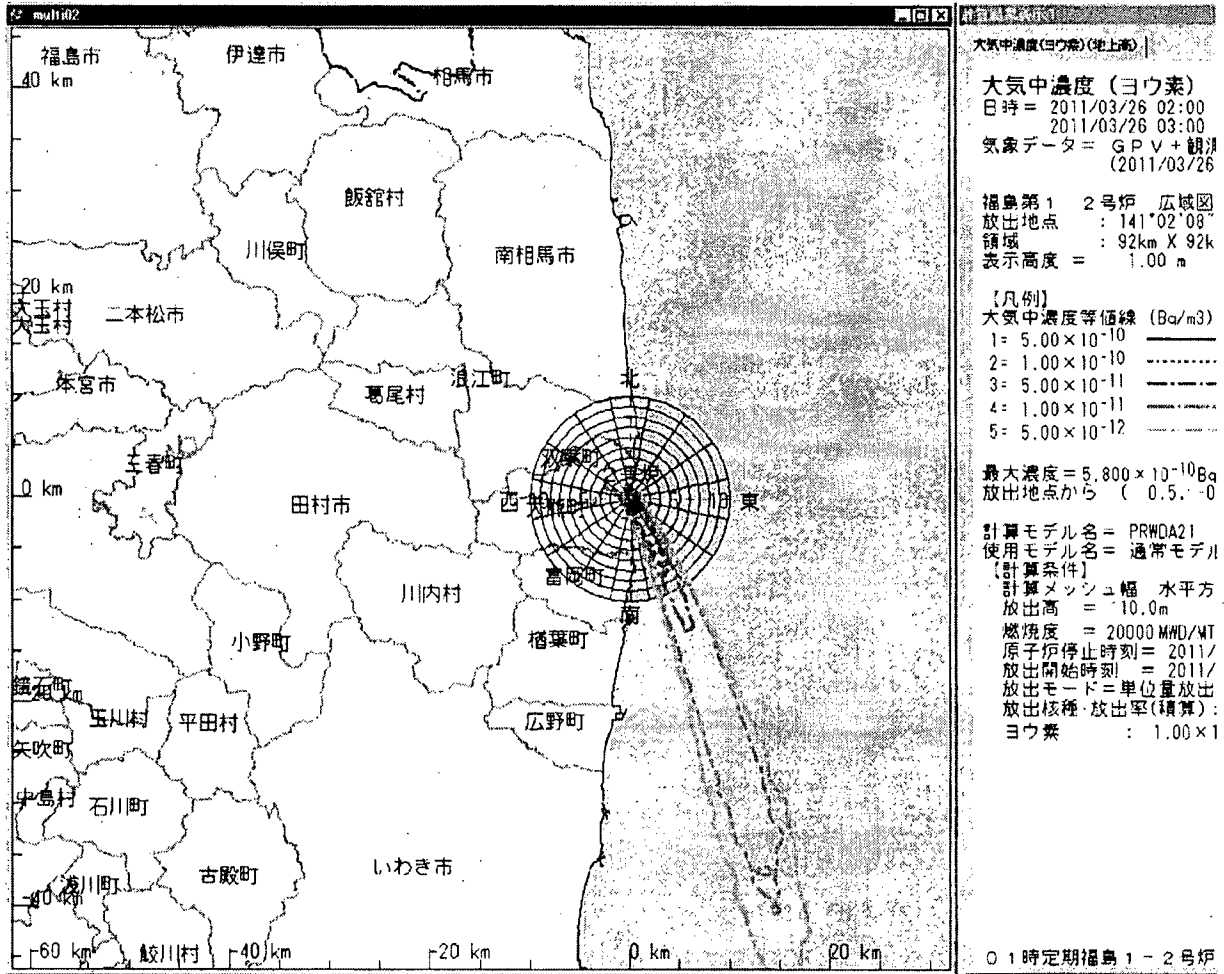 multi02
福島市
伊達市
相馬市
40 km
飯舘村
川俣町
南相馬市
20 km
大玉村
大玉村
二本松市
本宮市
浪江町
北
葛尾村
三春町
双葉町
0 km
田村市
西
10
東
富岡町
川内村
南
小野町
楢葉町
鏡石町
玉川村
平田村
広野町
矢吹町
中島村
石川町
いわき市
古殿町
浅川町
-40 km
-60 km
鮫川村
-40 km
-20 km
0 km
20 km
大気中濃度(ヨウ素)(地上高)
大気中濃度 (ヨウ素)
日時= 2011/03/26 02:00
2011/03/26 03:00
気象データ= GPV+観測
(2011/03/26
福島第1 2号炉 広域図
放出地点 : 141°02'08"
領域 : 92km X 92k
表示高度 = 1.00 m
【凡例】
大気中濃度等値線 (Bq/m3)
1= 5.00×10-10
2= 1.00×10-10
3= 5.00×10-11
4= 1.00×10-11
5= 5.00×10-12
最大濃度=5.800×10-10Bq
放出地点から ( 0.5. -0
計算モデル名= PRWDA21
使用モデル名= 通常モデル
【計算条件】
計算メッシュ幅 水平方
放出高 = 10.0m
燃焼度 = 20000 MWD/MT
原子炉停止時刻= 2011/
放出開始時刻 = 2011/
放出モード=単位量放出
放出核種・放出率(積算):
ヨウ素 : 1.00×1
01時定期福島1-2号炉